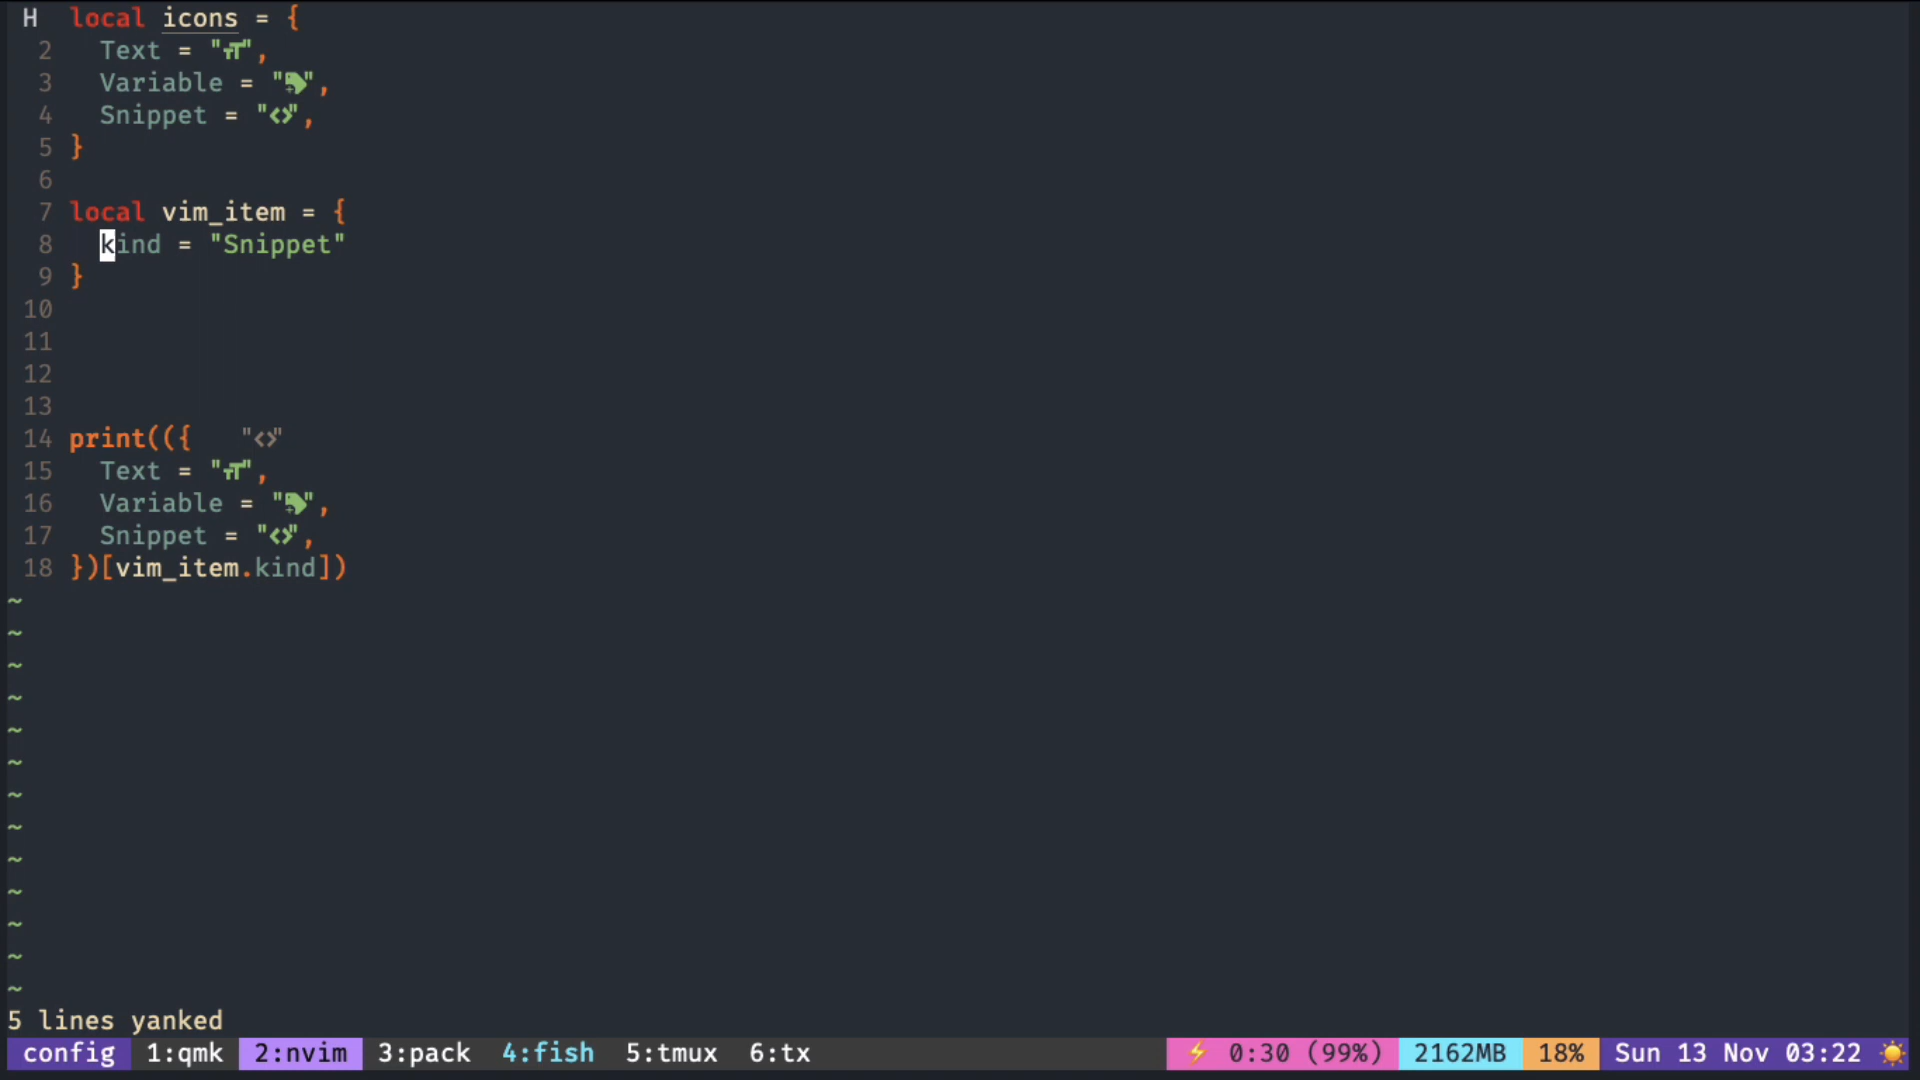 H local icons = {
2 Text = "",
3 Variable = "",
4 Snippet = "<>",
5 }
6
7 local vim_item = {
8 kind = "Snippet"
9 }
10
11
12
13
14 print(({ "<>"
15 Text = "",
16 Variable = "",
17 Snippet = "<>",
18 })[vim_item.kind])
~
~
~
~
~
~
~
~
~
~
~
~
~
5 lines yanked
config 1:qmk 2:nvim 3:pack 4:fish 5:tmux 6:tx ⚡ 0:30 (99%) 2162MB 18% Sun 13 Nov 03:22 ☀